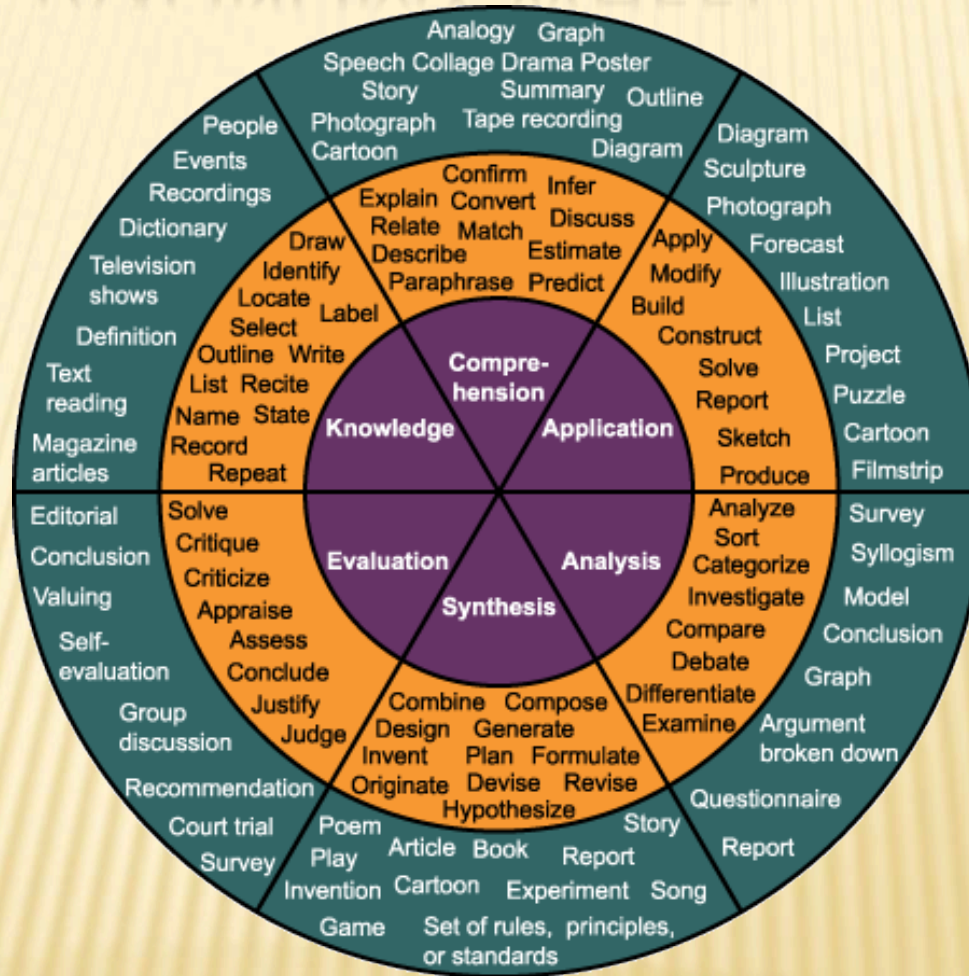 Analogy Graph
Speech Collage Drama Poster
Story Summary Outline
Photograph Tape recording
Cartoon Diagram
Confirm Infer
Explain Convert
Relate Match Discuss
Describe Estimate
Paraphrase Predict
Compre-
hension
People
Events
Recordings
Dictionary
Television
shows
Definition
Text
reading
Magazine
articles
Draw
Identify
Locate Label
Select
Outline Write
List Recite
Name State
Record
Repeat
Knowledge
Diagram
Sculpture
Photograph
Forecast
Illustration
List
Project
Puzzle
Cartoon
Filmstrip
Apply
Modify
Build
Construct
Solve
Report
Sketch
Produce
Application
Editorial
Conclusion
Valuing
Self-
evaluation
Group
discussion
Recommendation
Court trial
Survey
Solve
Critique
Criticize
Appraise
Assess
Conclude
Justify
Judge
Evaluation
Synthesis
Combine Compose
Design Generate
Invent Plan Formulate
Originate Devise Revise
Hypothesize
Poem Story
Play Article Book Report
Invention Cartoon Experiment Song
Game Set of rules, principles,
or standards
Analysis
Analyze
Sort
Categorize
Investigate
Compare
Debate
Differentiate
Examine
Survey
Syllogism
Model
Conclusion
Graph
Argument
broken down
Questionnaire
Report